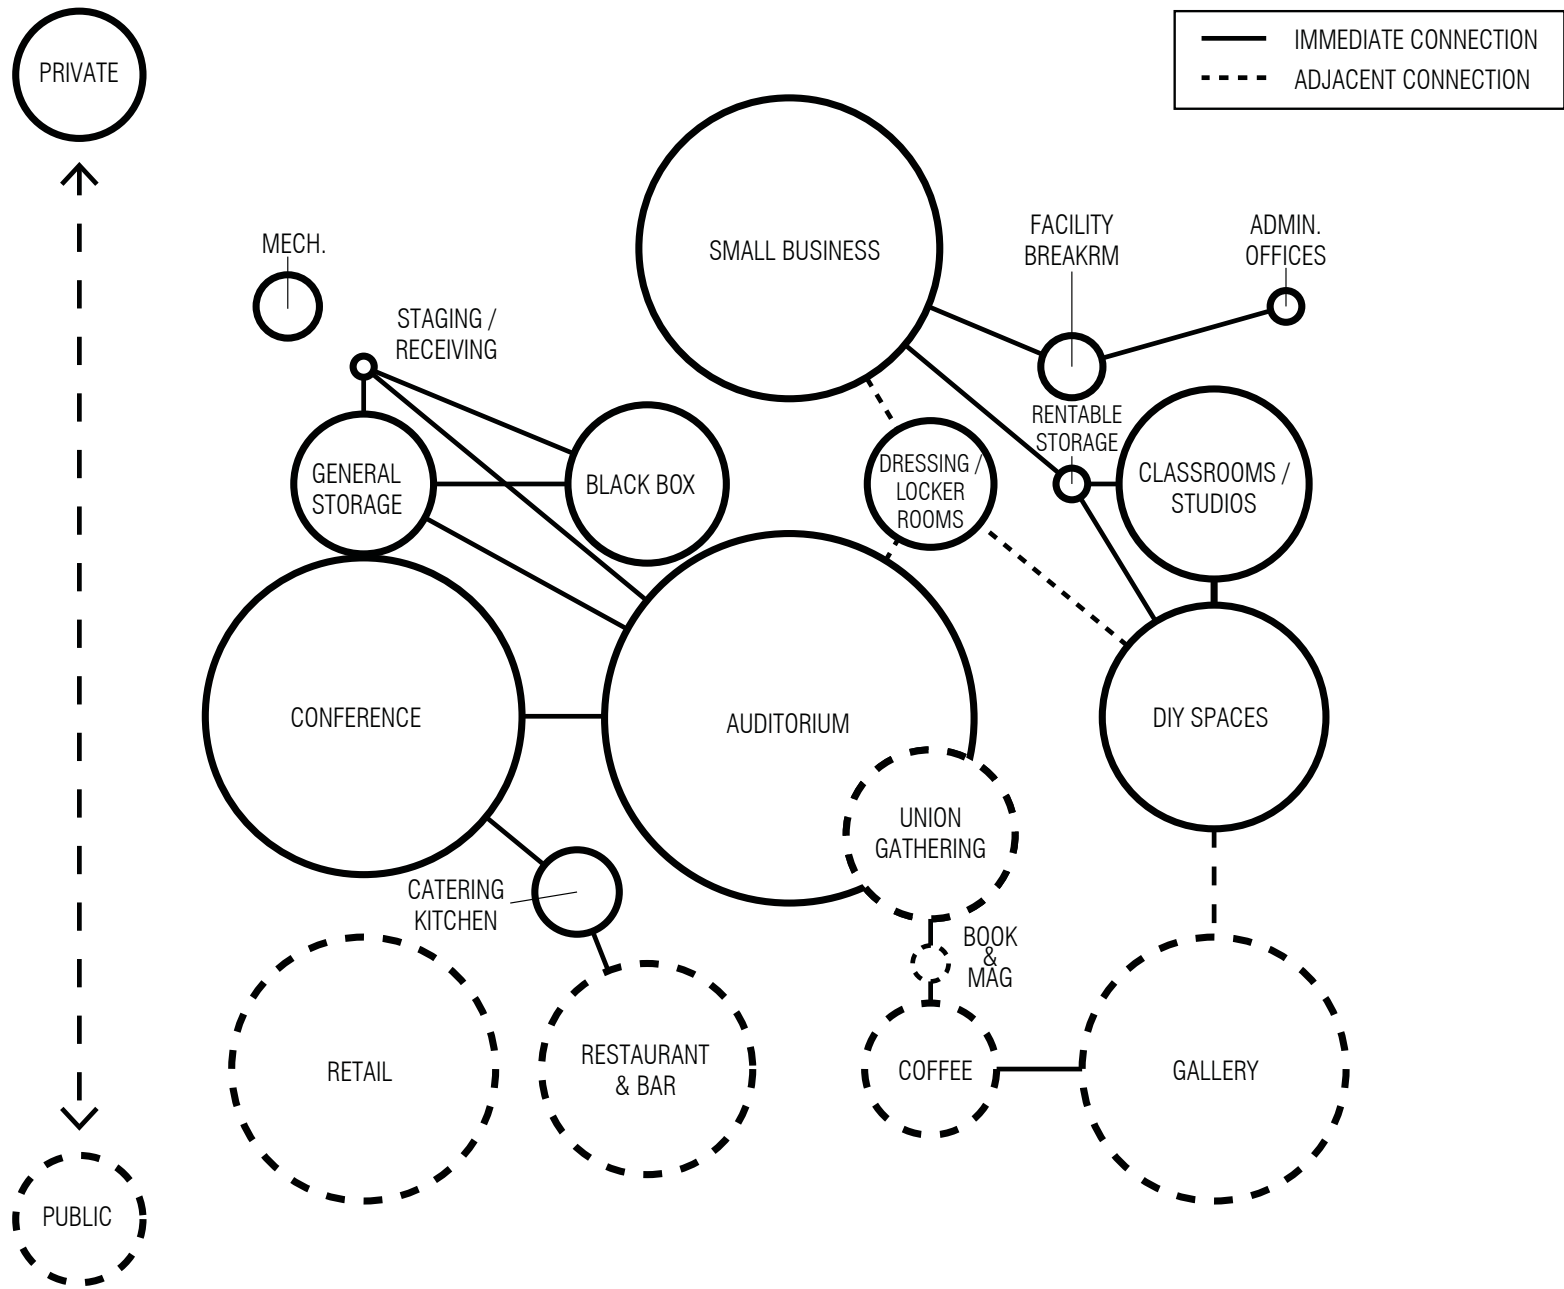 PRIVATE
IMMEDIATE CONNECTION
ADJACENT CONNECTION
MECH.
SMALL BUSINESS
FACILITY
BREAKRM
ADMIN.
OFFICES
STAGING /
RECEIVING
GENERAL
STORAGE
BLACK BOX
DRESSING /
LOCKER
ROOMS
RENTABLE
STORAGE
CLASSROOMS /
STUDIOS
CONFERENCE
AUDITORIUM
DIY SPACES
UNION
GATHERING
CATERING
KITCHEN
BOOK
&
MAG
RETAIL
RESTAURANT
& BAR
COFFEE
GALLERY
PUBLIC